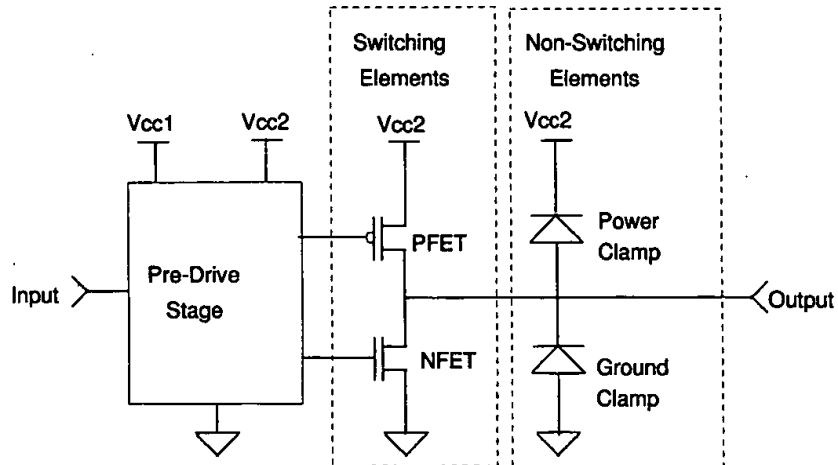 Switching
Elements
Non-Switching
Elements
Vcc1
Vcc2
Vcc2
Vcc2
Power
Clamp
PFET
Input
Pre-Drive
Stage
Output
NFET
Ground
Clamp